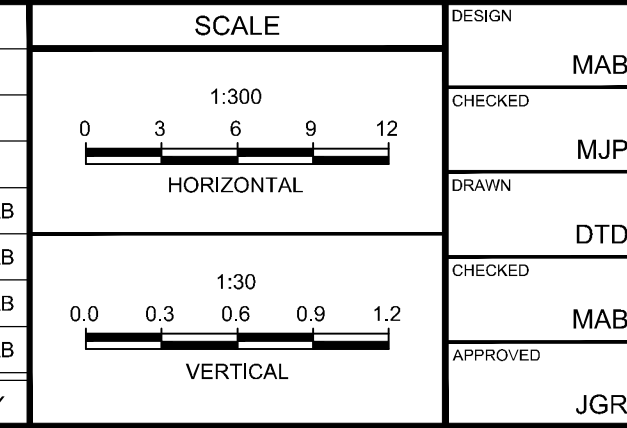 SCALE
1:300
0 3 6 9 12
HORIZONTAL
1:30
0.0 0.3 0.6 0.9 1.2
VERTICAL
DESIGN
MAB
CHECKED
MJP
DRAWN
DTD
CHECKED
MAB
APPROVED
JGR
B
B
B
B